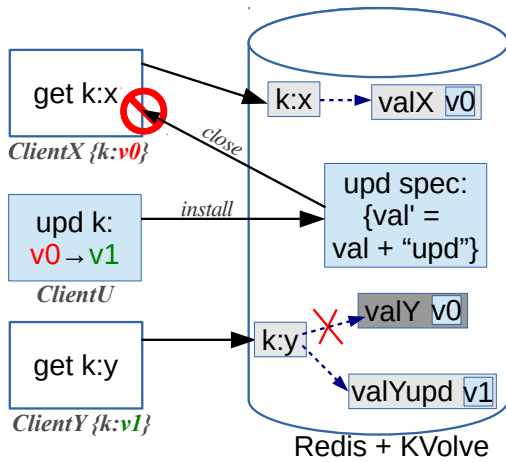 get k:x
ClientX {k:v0}
k:x
valX v0
close
upd k:
v0→v1
ClientU
install
upd spec:
{val' =
val + “upd”}
get k:y
ClientY {k:v1}
k:y
valY v0
valYupd v1
Redis + KVolve